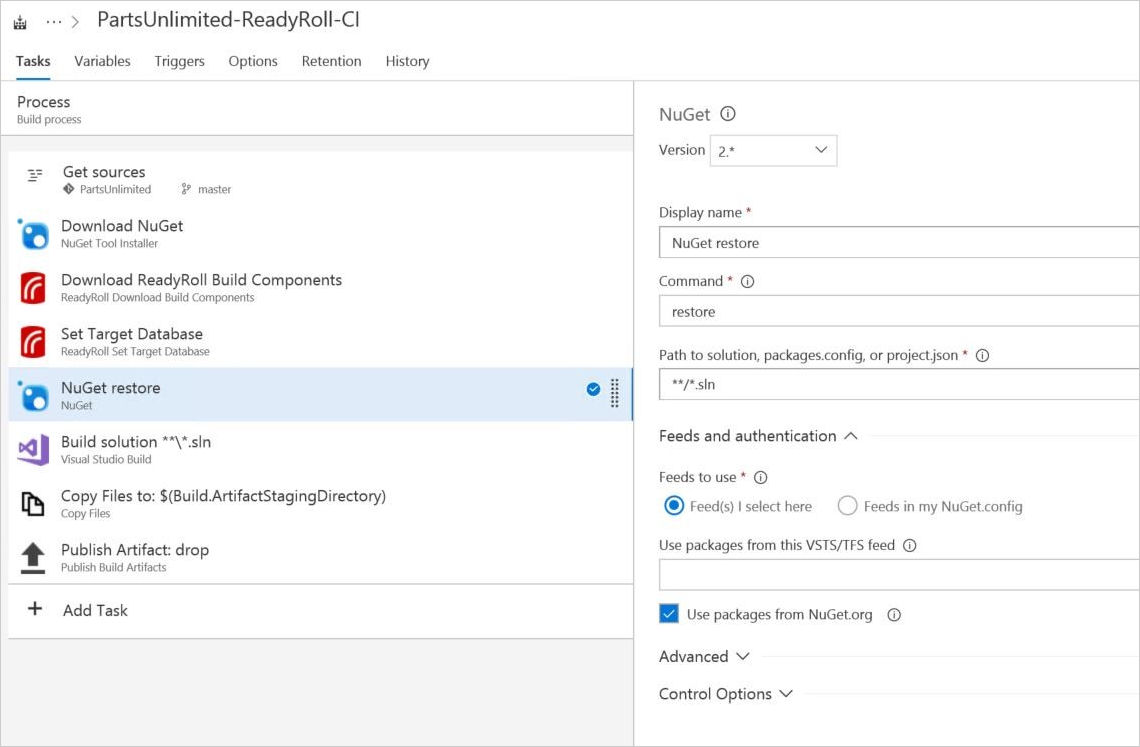 ... > PartsUnlimited-ReadyRoll-CI
Tasks Variables Triggers Options Retention History
Process
Build process
Get sources
PartsUnlimited master
Download NuGet
NuGet Tool Installer
Download ReadyRoll Build Components
ReadyRoll Download Build Components
Set Target Database
ReadyRoll Set Target Database
NuGet restore
NuGet
Build solution **\*.sln
Visual Studio Build
Copy Files to: $(Build.ArtifactStagingDirectory)
Copy Files
Publish Artifact: drop
Publish Build Artifacts
+ Add Task
NuGet
Version 2.*
Display name *
NuGet restore
Command *
restore
Path to solution, packages.config, or project.json *
**/*.sln
Feeds and authentication
Feeds to use *
Feed(s) I select here Feeds in my NuGet.config
Use packages from this VSTS/TFS feed
Use packages from NuGet.org
Advanced
Control Options